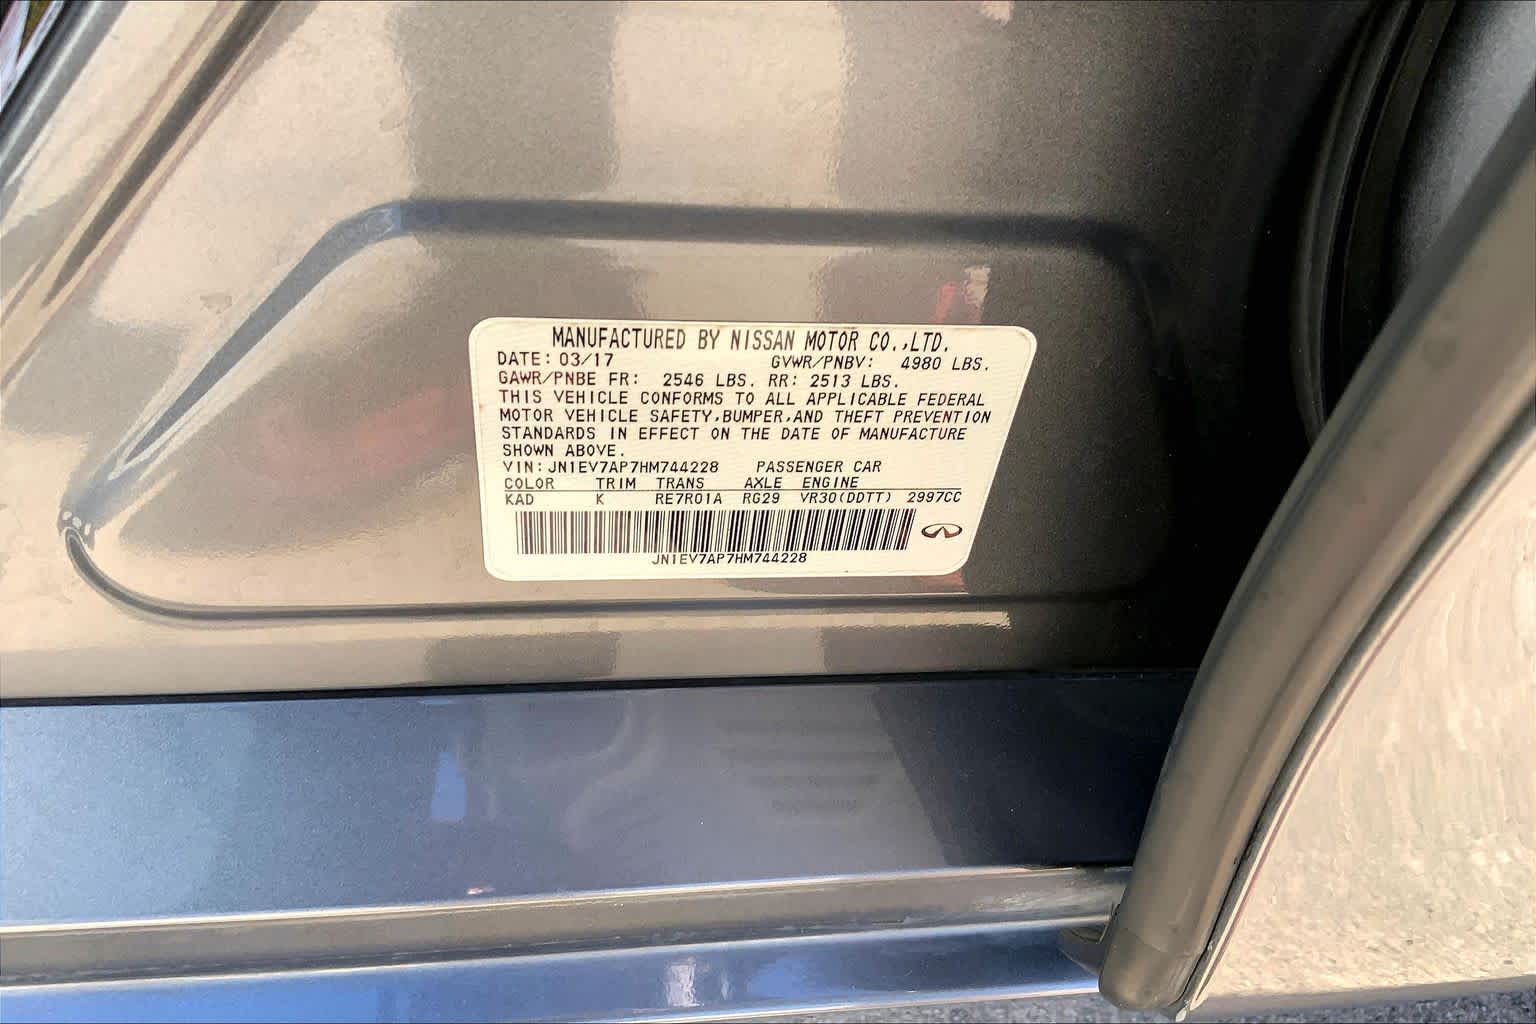 MANUFACTURED BY NISSAN MOTOR CO.,LTD.
DATE: 03/17 GVWR/PNBV: 4980 LBS.
GAWR/PNBE FR: 2546 LBS. RR: 2513 LBS.
THIS VEHICLE CONFORMS TO ALL APPLICABLE FEDERAL
MOTOR VEHICLE SAFETY,BUMPER,AND THEFT PREVENTION
STANDARDS IN EFFECT ON THE DATE OF MANUFACTURE
SHOWN ABOVE.
VIN:JN1EV7AP7HM744228 PASSENGER CAR
COLOR TRIM TRANS AXLE ENGINE
KAD K RE7R01A RG29 VR30(DDTT) 2997CC
JN1EV7AP7HM744228